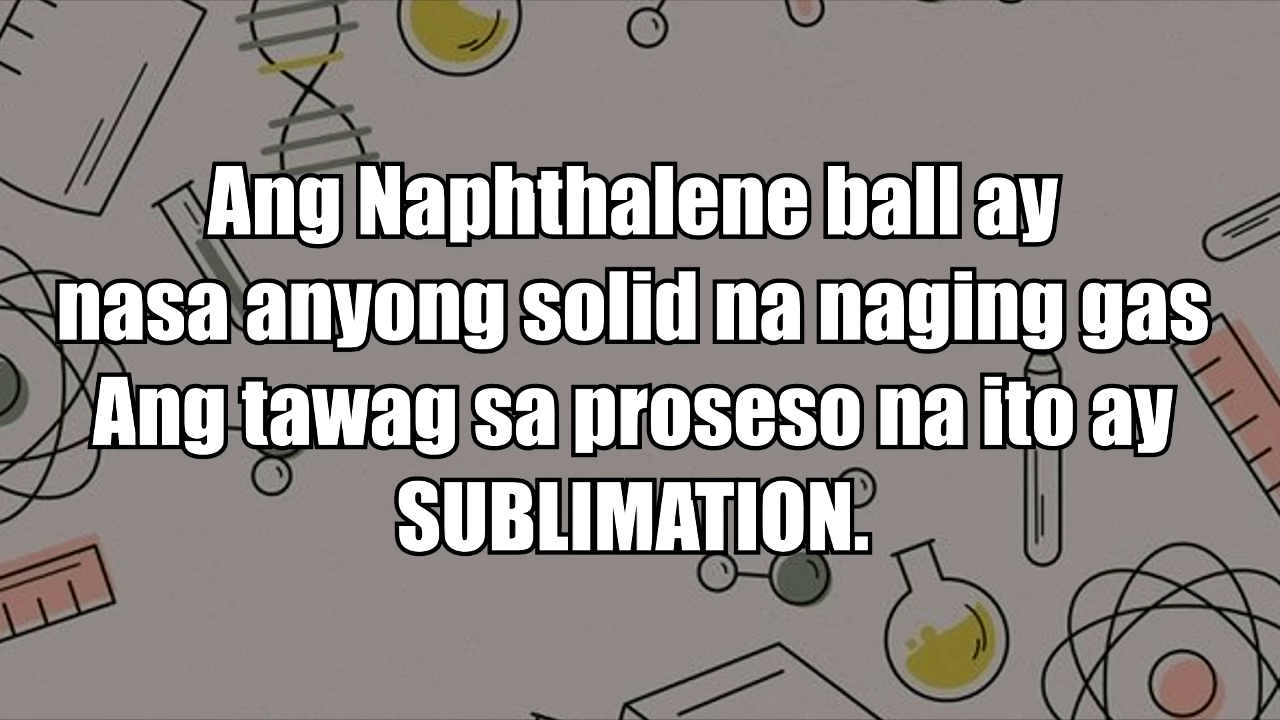 Ang Naphthalene ball ay
nasa anyong solid na naging gas
Ang tawag sa proseso na ito ay
SUBLIMATION.